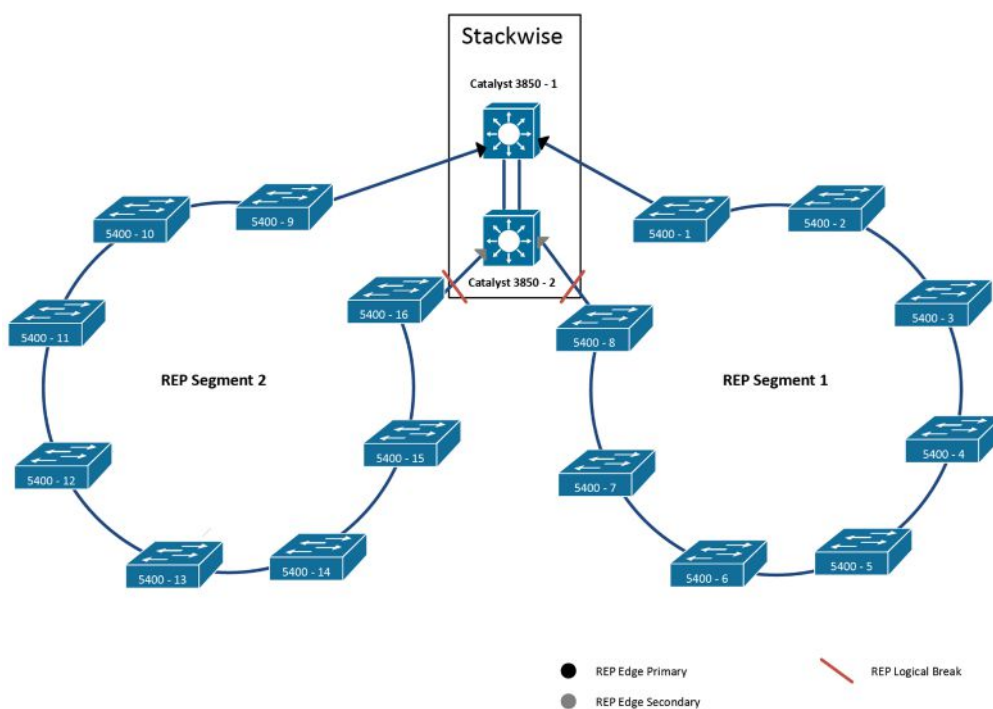 Stackwise
Catalyst 3850 - 1
5400 - 9
5400 - 10
5400 - 1
5400 - 2
Catalyst 3850 - 2
5400 - 16
5400 - 11
5400 - 8
5400 - 3
REP Segment 2
REP Segment 1
5400 - 15
5400 - 12
5400 - 7
5400 - 4
5400 - 13
5400 - 14
5400 - 6
5400 - 5
REP Edge Primary
REP Logical Break
REP Edge Secondary